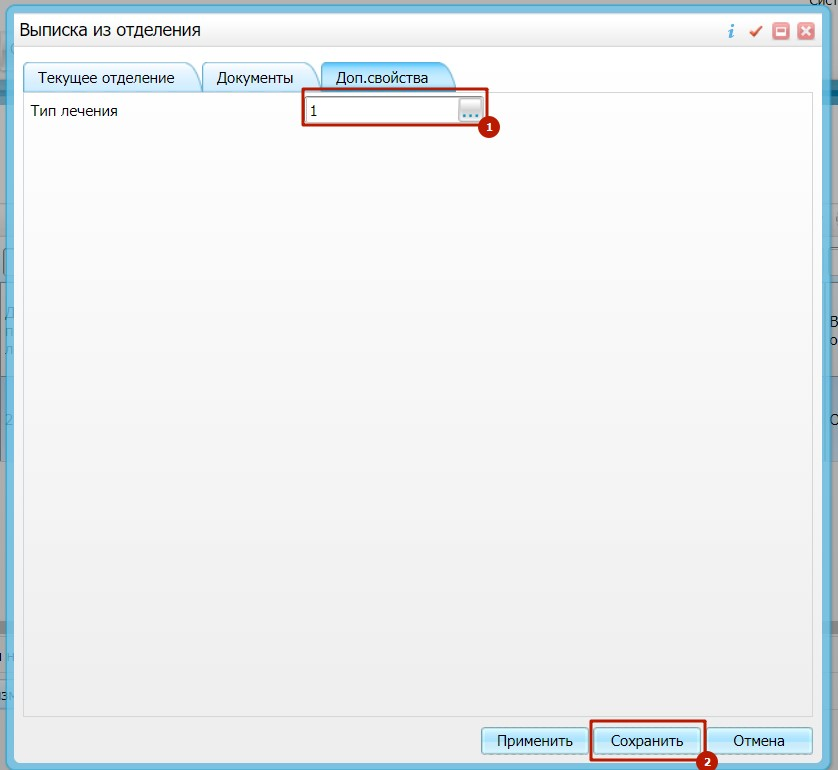 Выписка из отделения
Текущее отделение Документы Доп.свойства
Тип лечения 1 ...
1
Применить Сохранить Отмена
2